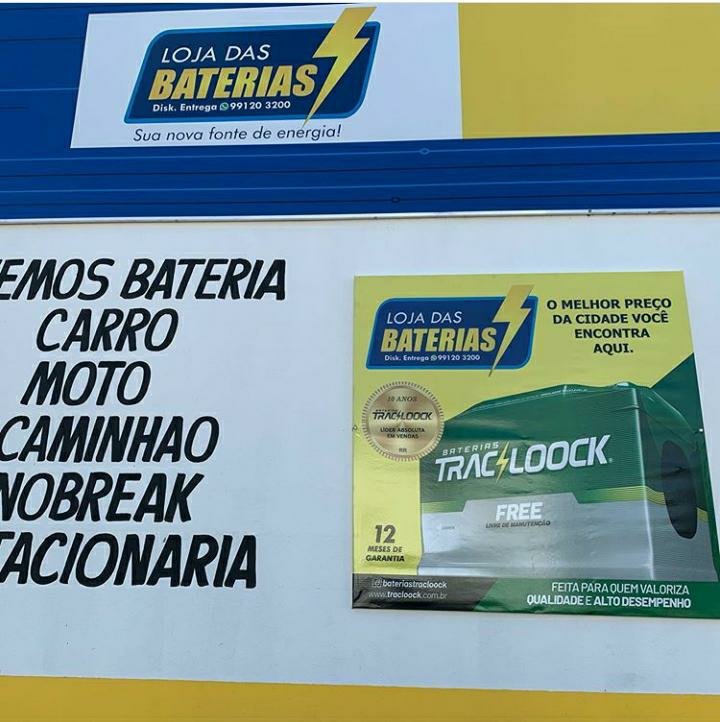 LOJA DAS
BATERIAS
Disk. Entrega 99120 3200
Sua nova fonte de energia!
EMOS BATERIA
CARRO
MOTO
CAMINHAO
NOBREAK
TACIONARIA
LOJA DAS
BATERIAS
Disk. Entrega 99120 3200
O MELHOR PREÇO
DA CIDADE VOCÊ
ENCONTRA
AQUI.
10 ANOS
TRACLOOCK
LÍDER ABSOLUTA
EM VENDAS
RR
BATERIAS
TRACLOOCK
FREE
LIVRE DE MANUTENÇÃO
12
MESES DE
GARANTIA
@bateriastracloock
www.tracloock.com.br
FEITA PARA QUEM VALORIZA
QUALIDADE E ALTO DESEMPENHO